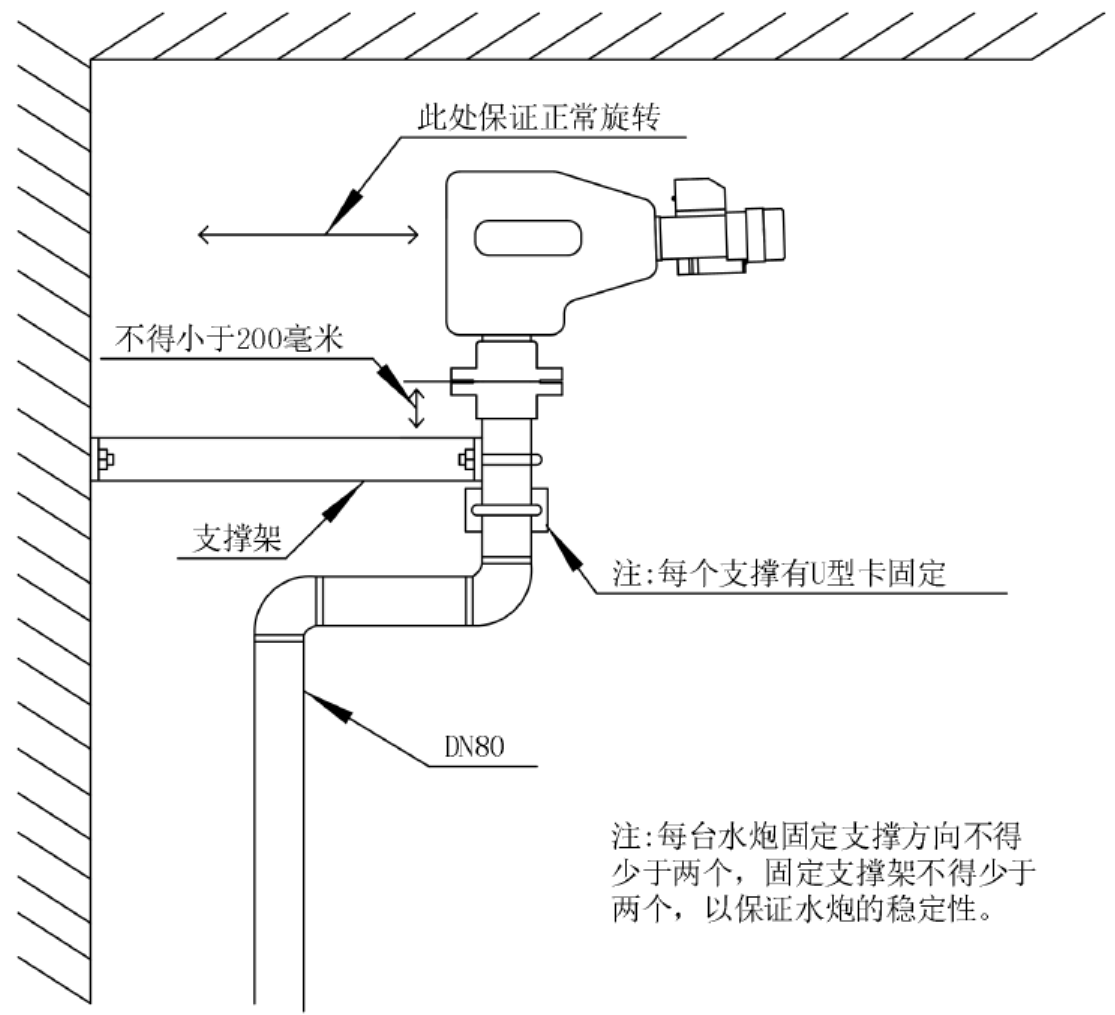 此处保证正常旋转
不得小于200毫米
支撑架
注:每个支撑有U型卡固定
DN80
注:每台水炮固定支撑方向不得
少于两个，固定支撑架不得少于
两个，以保证水炮的稳定性。